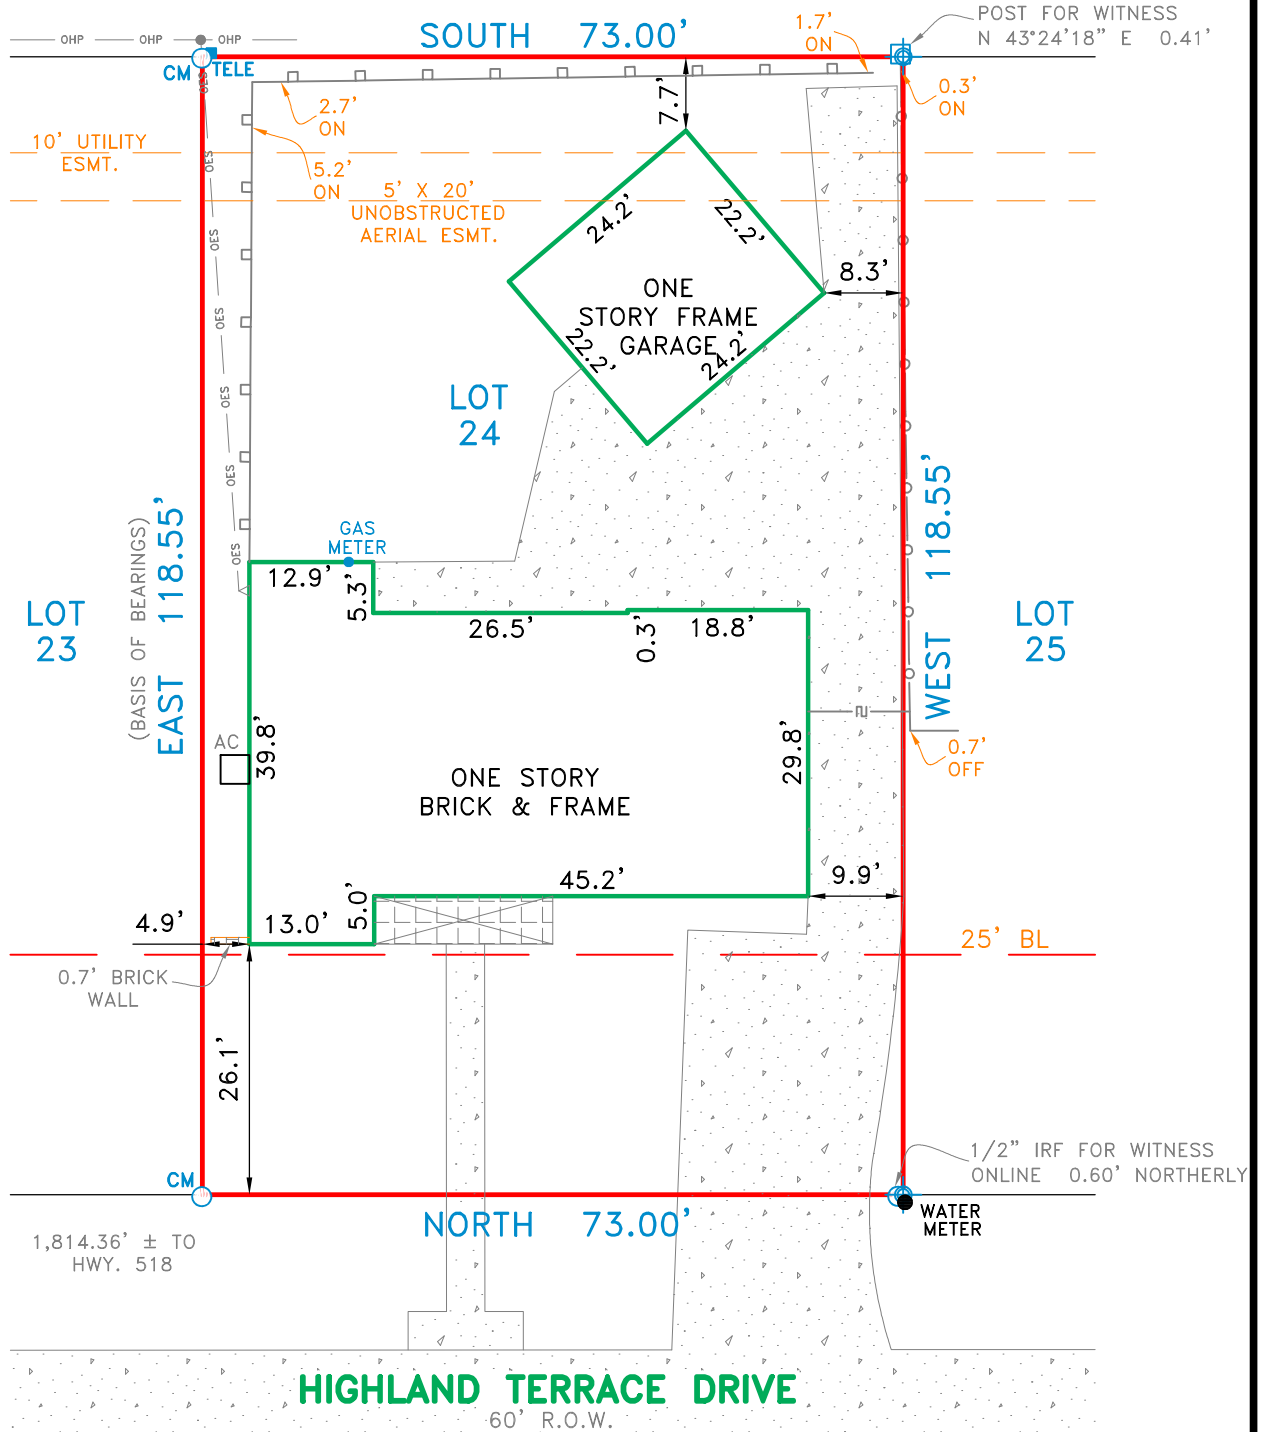 POST FOR WITNESS
N 43°24'18" E 0.41'
OHP OHP OHP
SOUTH 73.00'
1.7'
ON
CM
TELE
OES
7.7'
0.3'
ON
2.7'
ON
10' UTILITY
ESMT.
5.2'
ON
OES
5' X 20'
UNOBSTRUCTED
AERIAL ESMT.
24.2'
22.2'
OES
8.3'
ONE
STORY FRAME
GARAGE
22.2'
24.2'
OES
OES
LOT
24
OES
OES
GAS
METER
(BASIS OF BEARINGS)
EAST 118.55'
WEST 118.55'
12.9'
5.3'
26.5'
0.3'
18.8'
LOT
23
LOT
25
AC
39.8'
29.8'
0.7'
OFF
ONE STORY
BRICK & FRAME
45.2'
9.9'
4.9'
13.0'
5.0'
25' BL
0.7' BRICK
WALL
26.1'
1/2" IRF FOR WITNESS
ONLINE 0.60' NORTHERLY
CM
NORTH 73.00'
WATER
METER
1,814.36' ± TO
HWY. 518
HIGHLAND TERRACE DRIVE
60' R.O.W.